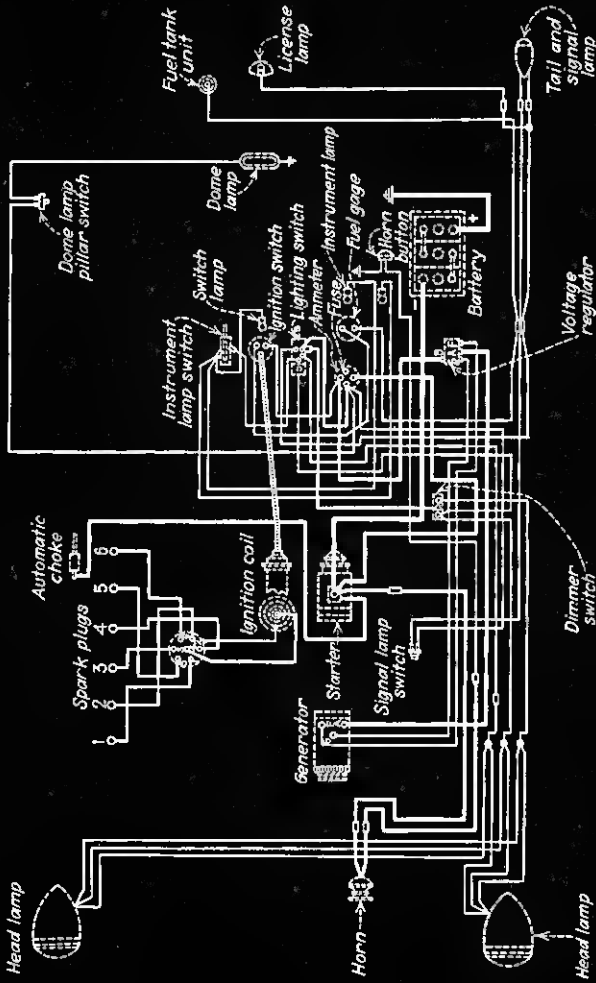 Head lamp
Spark plugs
1
2
3
4
5
6
Automatic
choke
Dome lamp
pillar switch
Fuel tank
unit
License
lamp
Dome
lamp
Instrument
lamp switch
Switch
lamp
Ignition switch
Lighting switch
Ammeter
Fuse
Instrument lamp
Fuel gage
Horn
button
Ignition coil
Generator
Starter
Signal lamp
switch
Battery
+
Voltage
regulator
Tail and
signal
lamp
Dimmer
switch
Horn
Head lamp